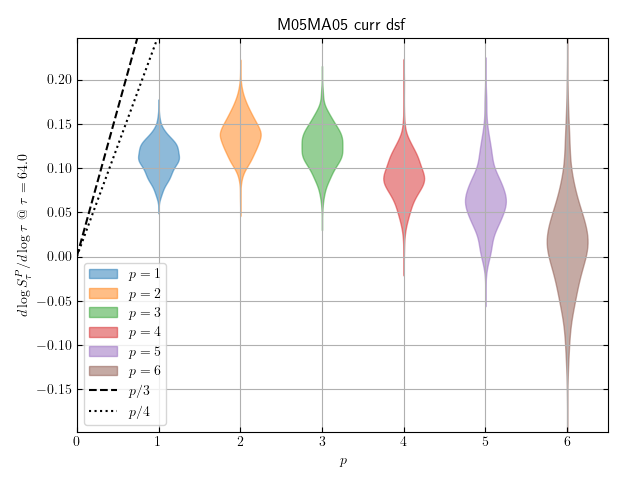 M05MA05 curr dsf
d log S_τ^P / d log τ @ τ = 64.0
0.20
0.15
0.10
0.05
0.00
−0.05
−0.10
−0.15
p = 1
p = 2
p = 3
p = 4
p = 5
p = 6
p/3
p/4
0 1 2 3 4 5 6
p